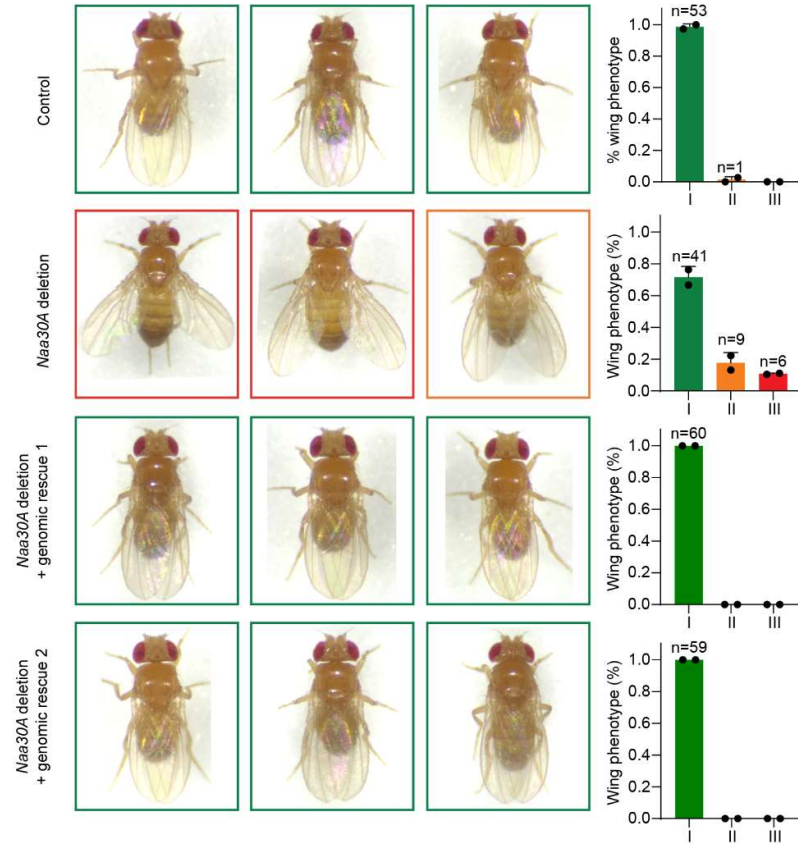 Control
% wing phenotype
n=53
n=1
1.0
0.8
0.6
0.4
0.2
0.0
I
II
III
Naa30A deletion
Wing phenotype (%)
n=41
n=9
n=6
1.0
0.8
0.6
0.4
0.2
0.0
I
II
III
Naa30A deletion
+ genomic rescue 1
Wing phenotype (%)
n=60
1.0
0.8
0.6
0.4
0.2
0.0
I
II
III
Naa30A deletion
+ genomic rescue 2
Wing phenotype (%)
n=59
1.0
0.8
0.6
0.4
0.2
0.0
I
II
III